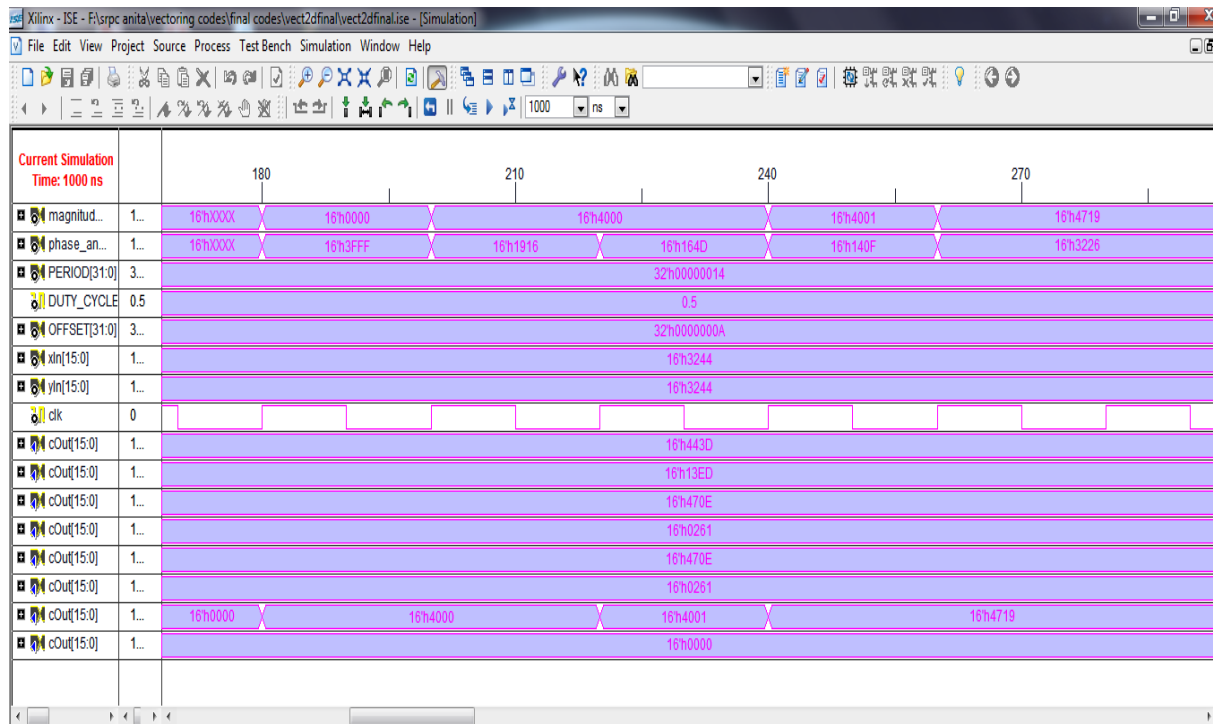 Xilinx - ISE - F:\srpc anita\vectoring codes\final codes\vect2dfinal\vect2dfinal.ise - [Simulation]
File Edit View Project Source Process Test Bench Simulation Window Help
1000 ns
Current Simulation
Time: 1000 ns
180 210 240 270
magnitud... 1... 16'hXXXX 16'h0000 16'h4000 16'h4001 16'h4719
phase_an... 1... 16'hXXXX 16'h3FFF 16'h1916 16'h164D 16'h140F 16'h3226
PERIOD[31:0] 3... 32'h00000014
DUTY_CYCLE 0.5 0.5
OFFSET[31:0] 3... 32'h0000000A
xIn[15:0] 1... 16'h3244
yIn[15:0] 1... 16'h3244
clk 0
cOut[15:0] 1... 16'h443D
cOut[15:0] 1... 16'h13ED
cOut[15:0] 1... 16'h470E
cOut[15:0] 1... 16'h0261
cOut[15:0] 1... 16'h470E
cOut[15:0] 1... 16'h0261
cOut[15:0] 1... 16'h0000 16'h4000 16'h4001 16'h4719
cOut[15:0] 1... 16'h0000